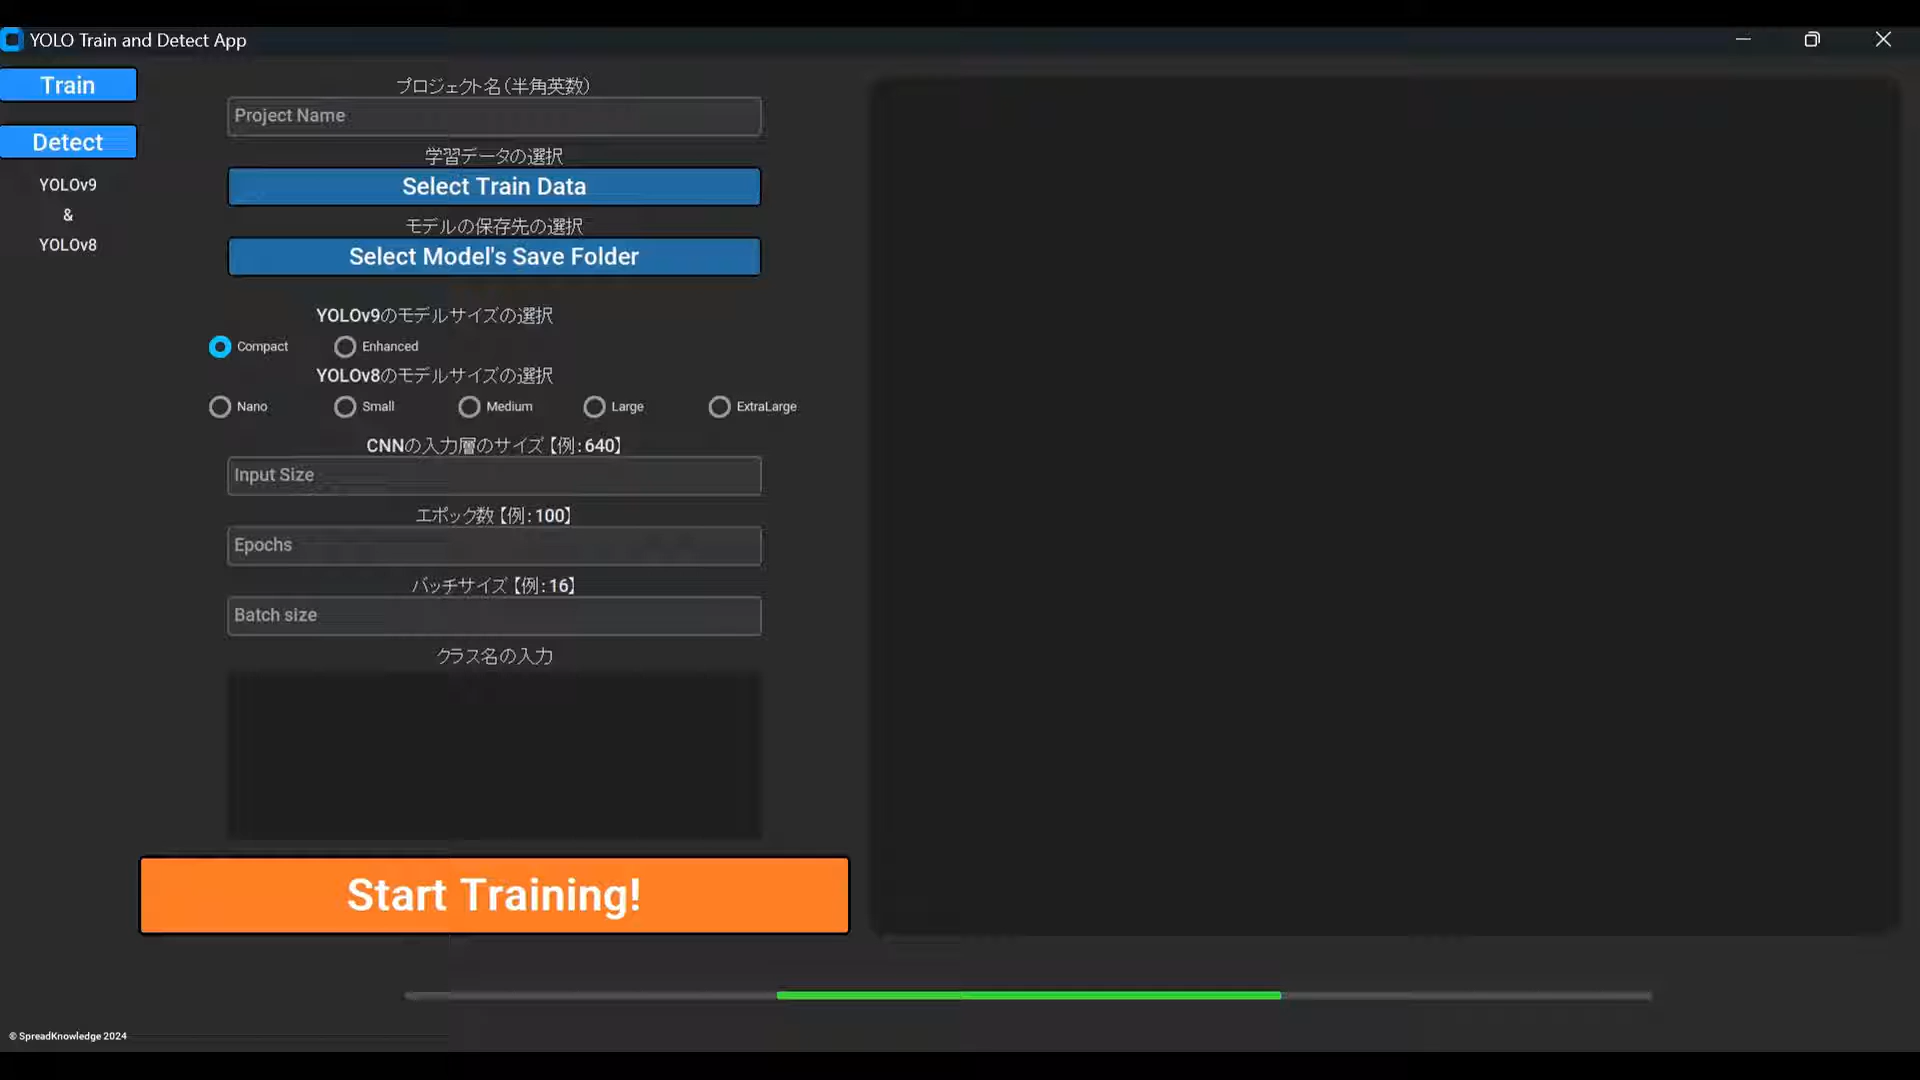 YOLO Train and Detect App
Train
Detect
YOLOv9
&
YOLOv8
プロジェクト名(半角英数)
Project Name
学習データの選択
Select Train Data
モデルの保存先の選択
Select Model's Save Folder
YOLOv9のモデルサイズの選択
Compact Enhanced
YOLOv8のモデルサイズの選択
Nano Small Medium Large ExtraLarge
CNNの入力層のサイズ【例:640】
Input Size
エポック数【例:100】
Epochs
バッチサイズ【例:16】
Batch size
クラス名の入力
Start Training!
© SpreadKnowledge 2024